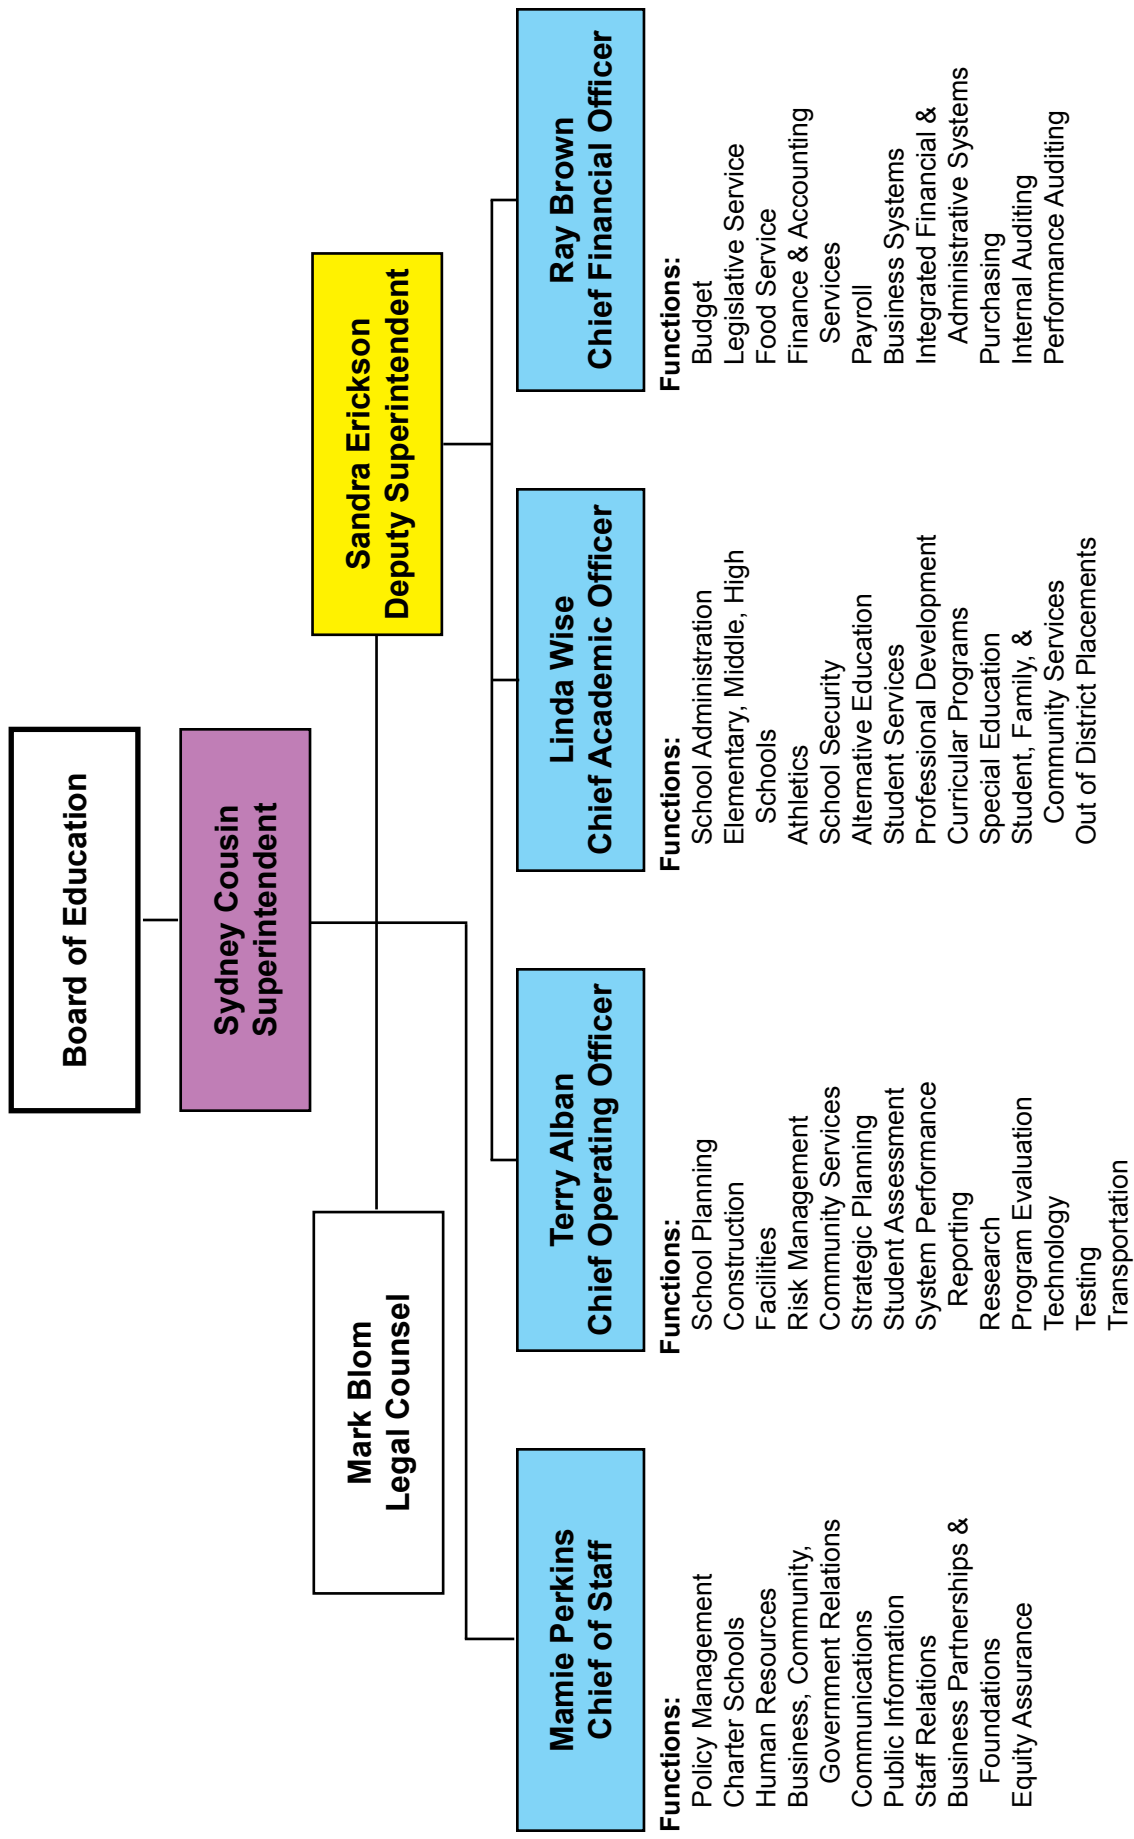 Board of Education
Sydney Cousin
Superintendent
Mark Blom
Legal Counsel
Sandra Erickson
Deputy Superintendent
Mamie Perkins
Chief of Staff
Functions:
Policy Management
Charter Schools
Human Resources
Business, Community,
Government Relations
Communications
Public Information
Staff Relations
Business Partnerships &
Foundations
Equity Assurance
Terry Alban
Chief Operating Officer
Functions:
School Planning
Construction
Facilities
Risk Management
Community Services
Strategic Planning
Student Assessment
System Performance
Reporting
Research
Program Evaluation
Technology
Testing
Transportation
Linda Wise
Chief Academic Officer
Functions:
School Administration
Elementary, Middle, High
Schools
Athletics
School Security
Alternative Education
Student Services
Professional Development
Curricular Programs
Special Education
Student, Family, &
Community Services
Out of District Placements
Ray Brown
Chief Financial Officer
Functions:
Budget
Legislative Service
Food Service
Finance & Accounting
Services
Payroll
Business Systems
Integrated Financial &
Administrative Systems
Purchasing
Internal Auditing
Performance Auditing